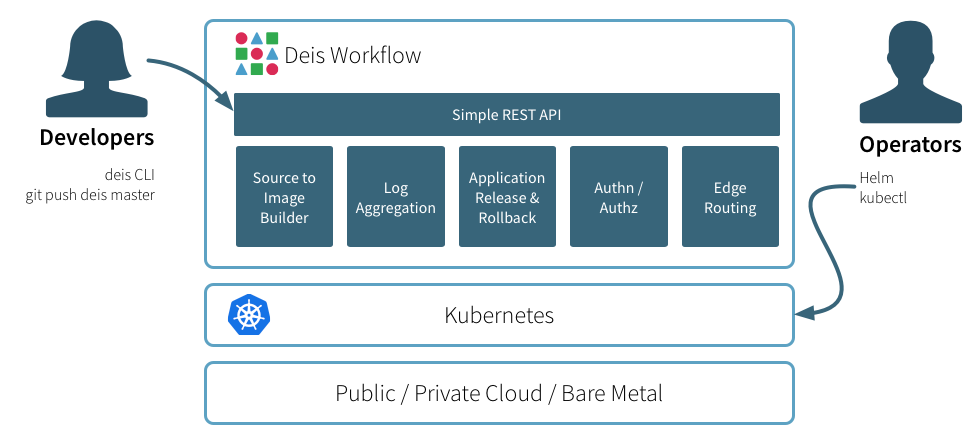 Deis Workflow
Developers
deis CLI
git push deis master
Simple REST API
Source to
Image
Builder
Log
Aggregation
Application
Release &
Rollback
Authn /
Authz
Edge
Routing
Operators
Helm
kubectl
Kubernetes
Public / Private Cloud / Bare Metal